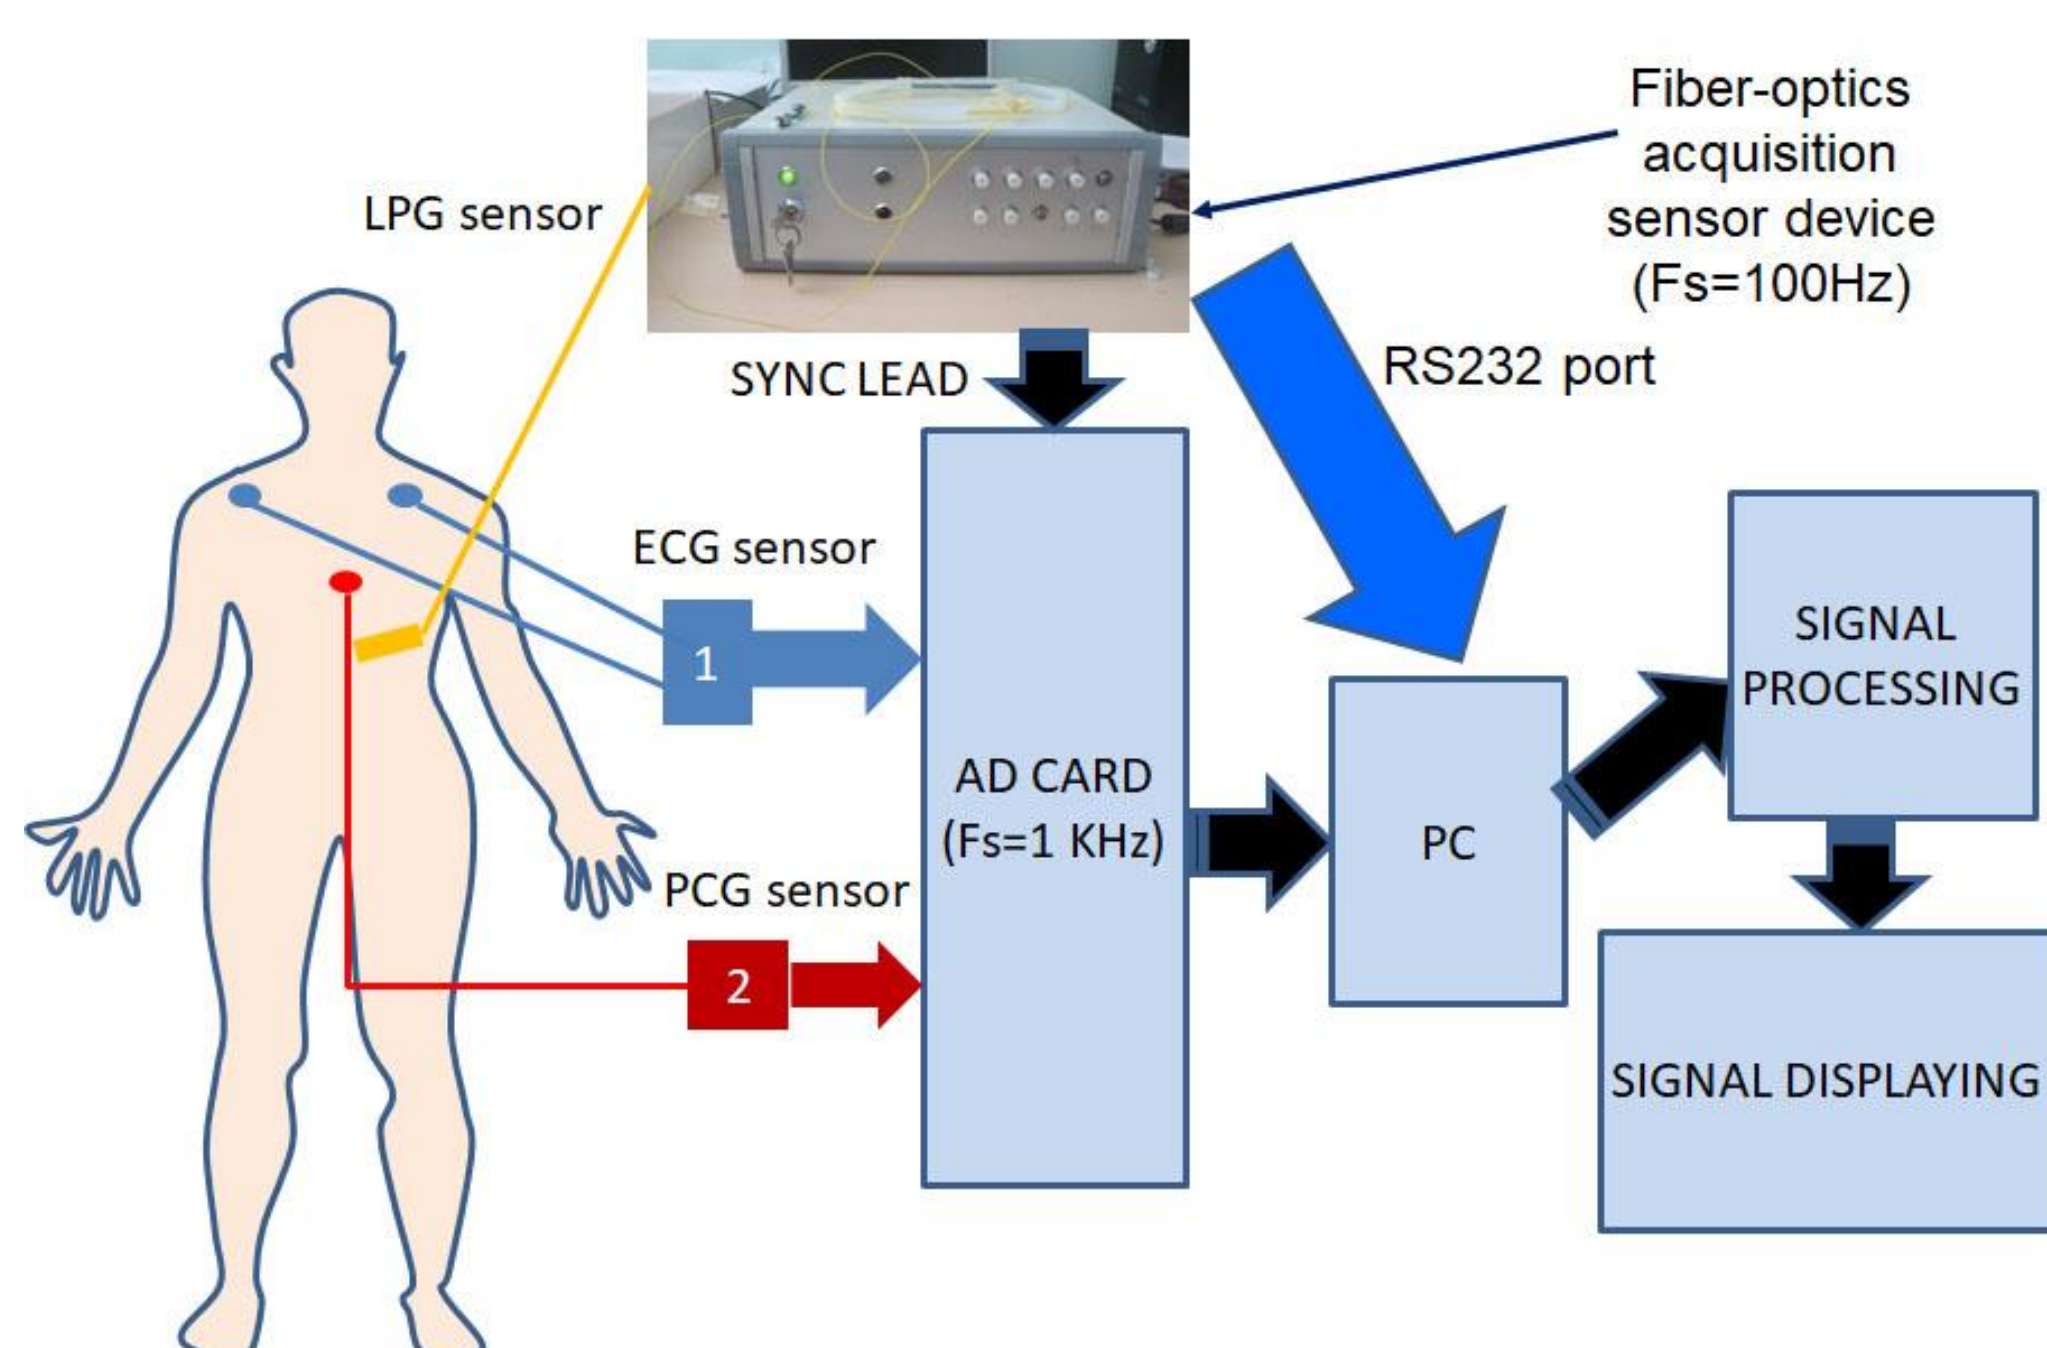 Fiber-optics
acquisition
sensor device
(Fs=100Hz)
LPG sensor
SYNC LEAD
RS232 port
ECG sensor
1
SIGNAL
PROCESSING
AD CARD
(Fs=1 KHz)
PC
PCG sensor
2
SIGNAL DISPLAYING